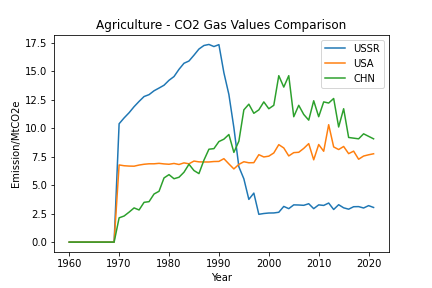 Agriculture - CO2 Gas Values Comparison
USSR
USA
CHN
Emission/MtCO2e
17.5
15.0
12.5
10.0
7.5
5.0
2.5
0.0
1960
1970
1980
1990
2000
2010
2020
Year